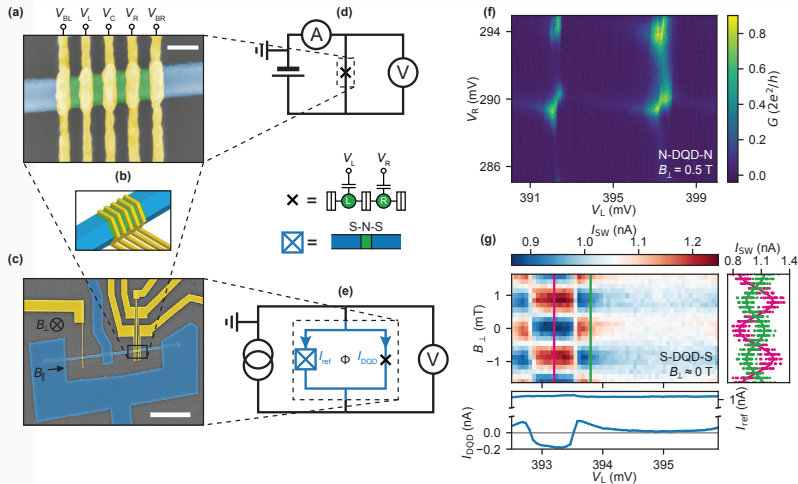 (a)
V_BL V_L V_C V_R V_BR
(b)
(c)
B⊥
B∥
(d)
A
V
V_L V_R
L R
=
S-N-S
=
(e)
I_ref Φ I_DQD
V
(f)
294
290
286
V_R (mV)
391 395 399
V_L (mV)
N-DQD-N
B⊥ = 0.5 T
0.8
0.6
0.4
0.2
0.0
G (2e²/h)
(g)
I_SW (nA)
0.9 1.0 1.1 1.2
1
0
−1
B⊥ (mT)
S-DQD-S
B⊥ ≈ 0 T
I_SW (nA)
0.8 1.1 1.4
1
I_ref (nA)
0.0
−0.2
I_DQD (nA)
393 394 395
V_L (mV)